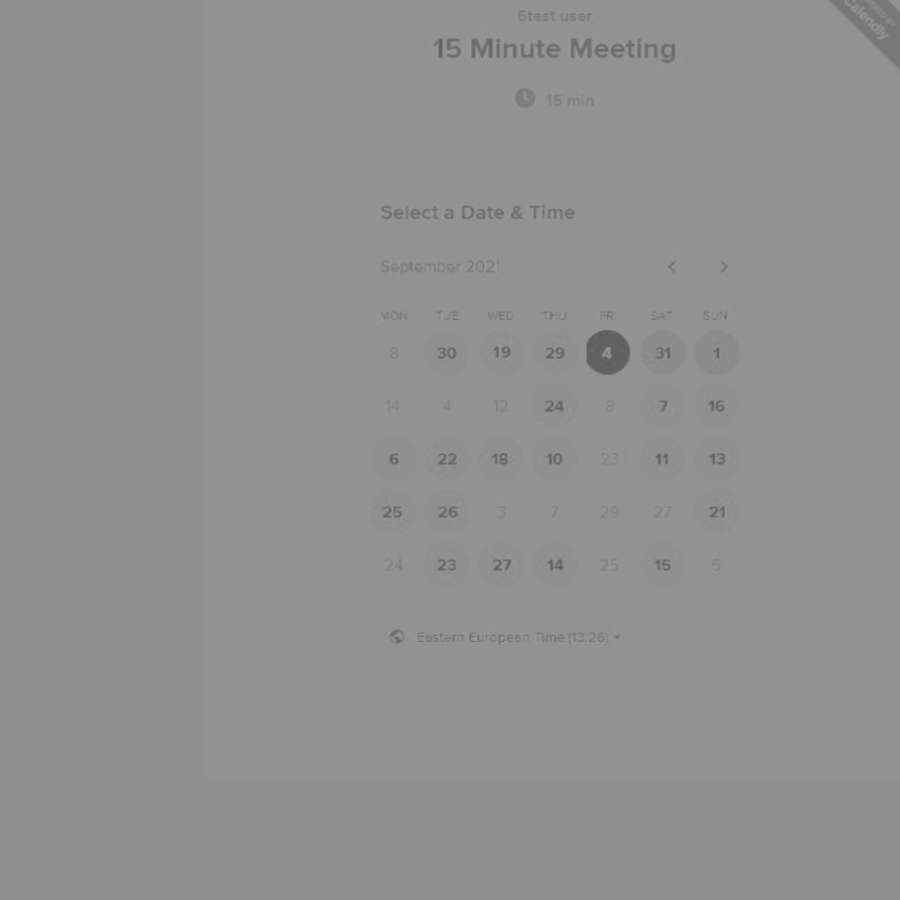 6test user
15 Minute Meeting
15 min
Calendly
Select a Date & Time
September 2021
MON TUE WED THU FR SAT SUN
8 30 19 29 4 31 1
14 4 12 24 8 7 16
6 22 18 10 23 11 13
25 26 3 7 29 27 21
24 23 27 14 25 15 5
Eastern European Time (13:26)